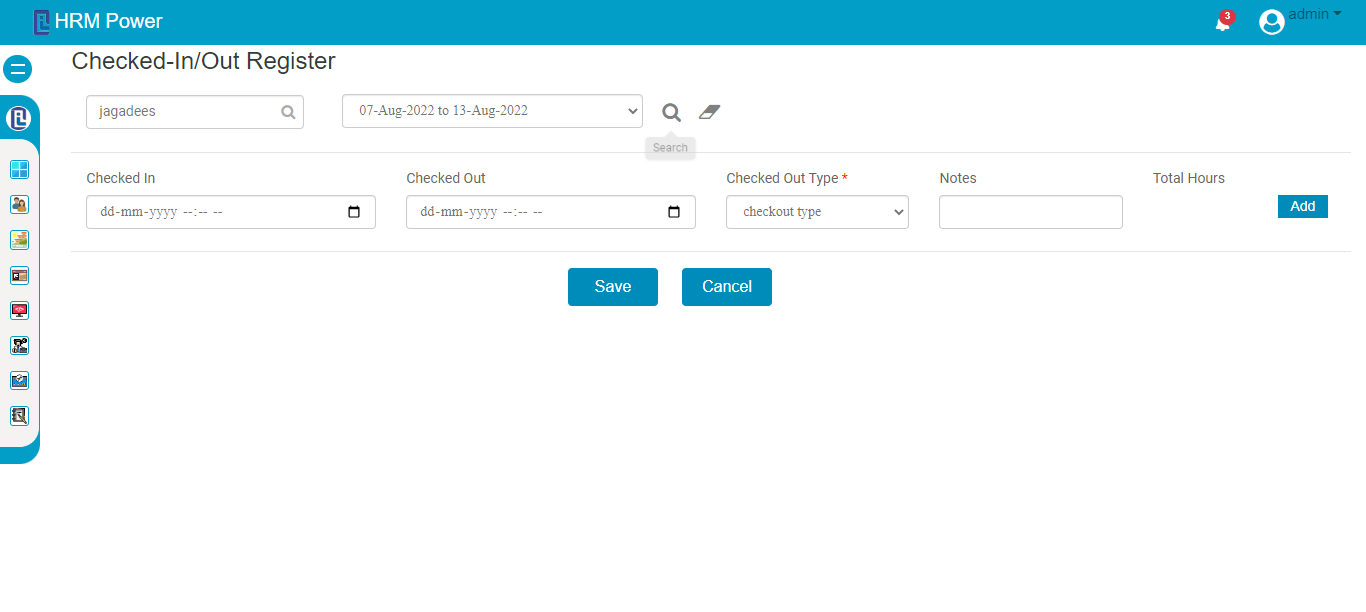 HRM Power
3
admin
Checked-In/Out Register
jagadees
07-Aug-2022 to 13-Aug-2022
Search
Checked In
Checked Out
Checked Out Type *
Notes
Total Hours
dd-mm-yyyy --:-- --
dd-mm-yyyy --:-- --
checkout type
Add
Save
Cancel